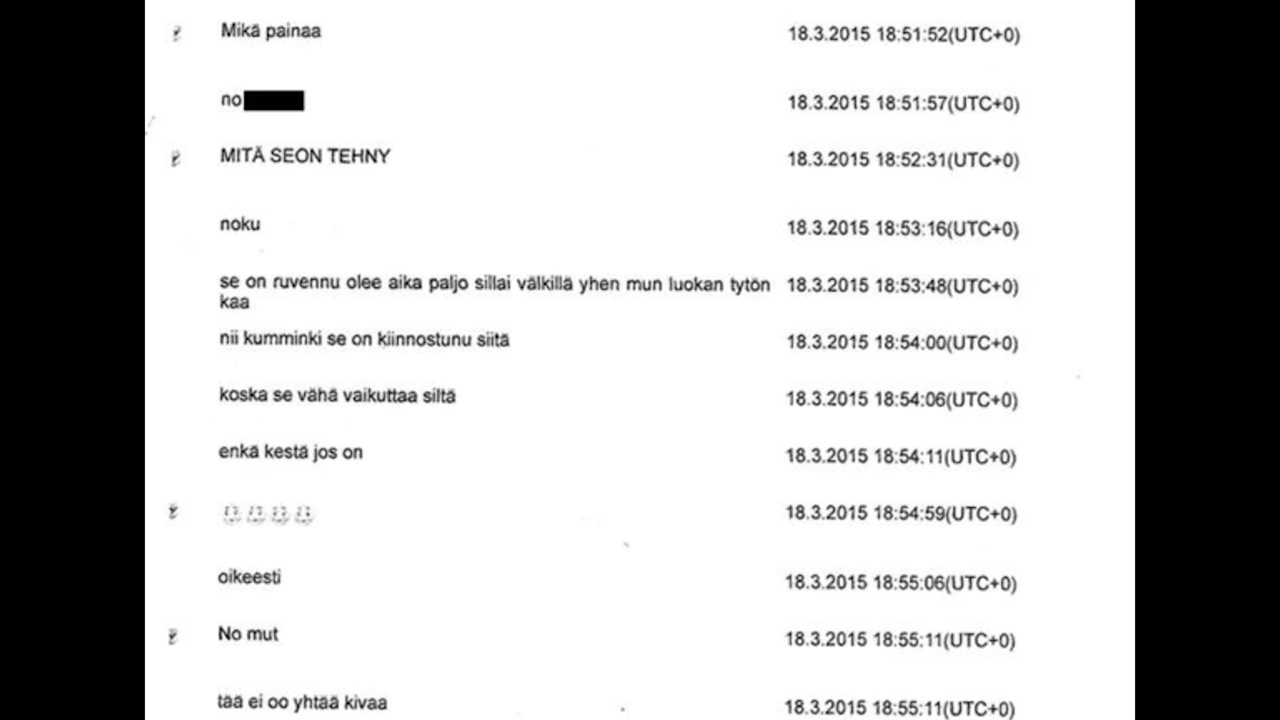 Mikä painaa 18.3.2015 18:51:52(UTC+0)
no 18.3.2015 18:51:57(UTC+0)
MITÄ SEON TEHNY 18.3.2015 18:52:31(UTC+0)
noku 18.3.2015 18:53:16(UTC+0)
se on ruvennu olee aika paljo sillai välkillä yhen mun luokan tytön 18.3.2015 18:53:48(UTC+0)
kaa
nii kumminki se on kiinnostunu siitä 18.3.2015 18:54:00(UTC+0)
koska se vähä vaikuttaa siltä 18.3.2015 18:54:06(UTC+0)
enkä kestä jos on 18.3.2015 18:54:11(UTC+0)
18.3.2015 18:54:59(UTC+0)
oikeesti 18.3.2015 18:55:06(UTC+0)
No mut 18.3.2015 18:55:11(UTC+0)
tää ei oo yhtää kivaa 18.3.2015 18:55:11(UTC+0)